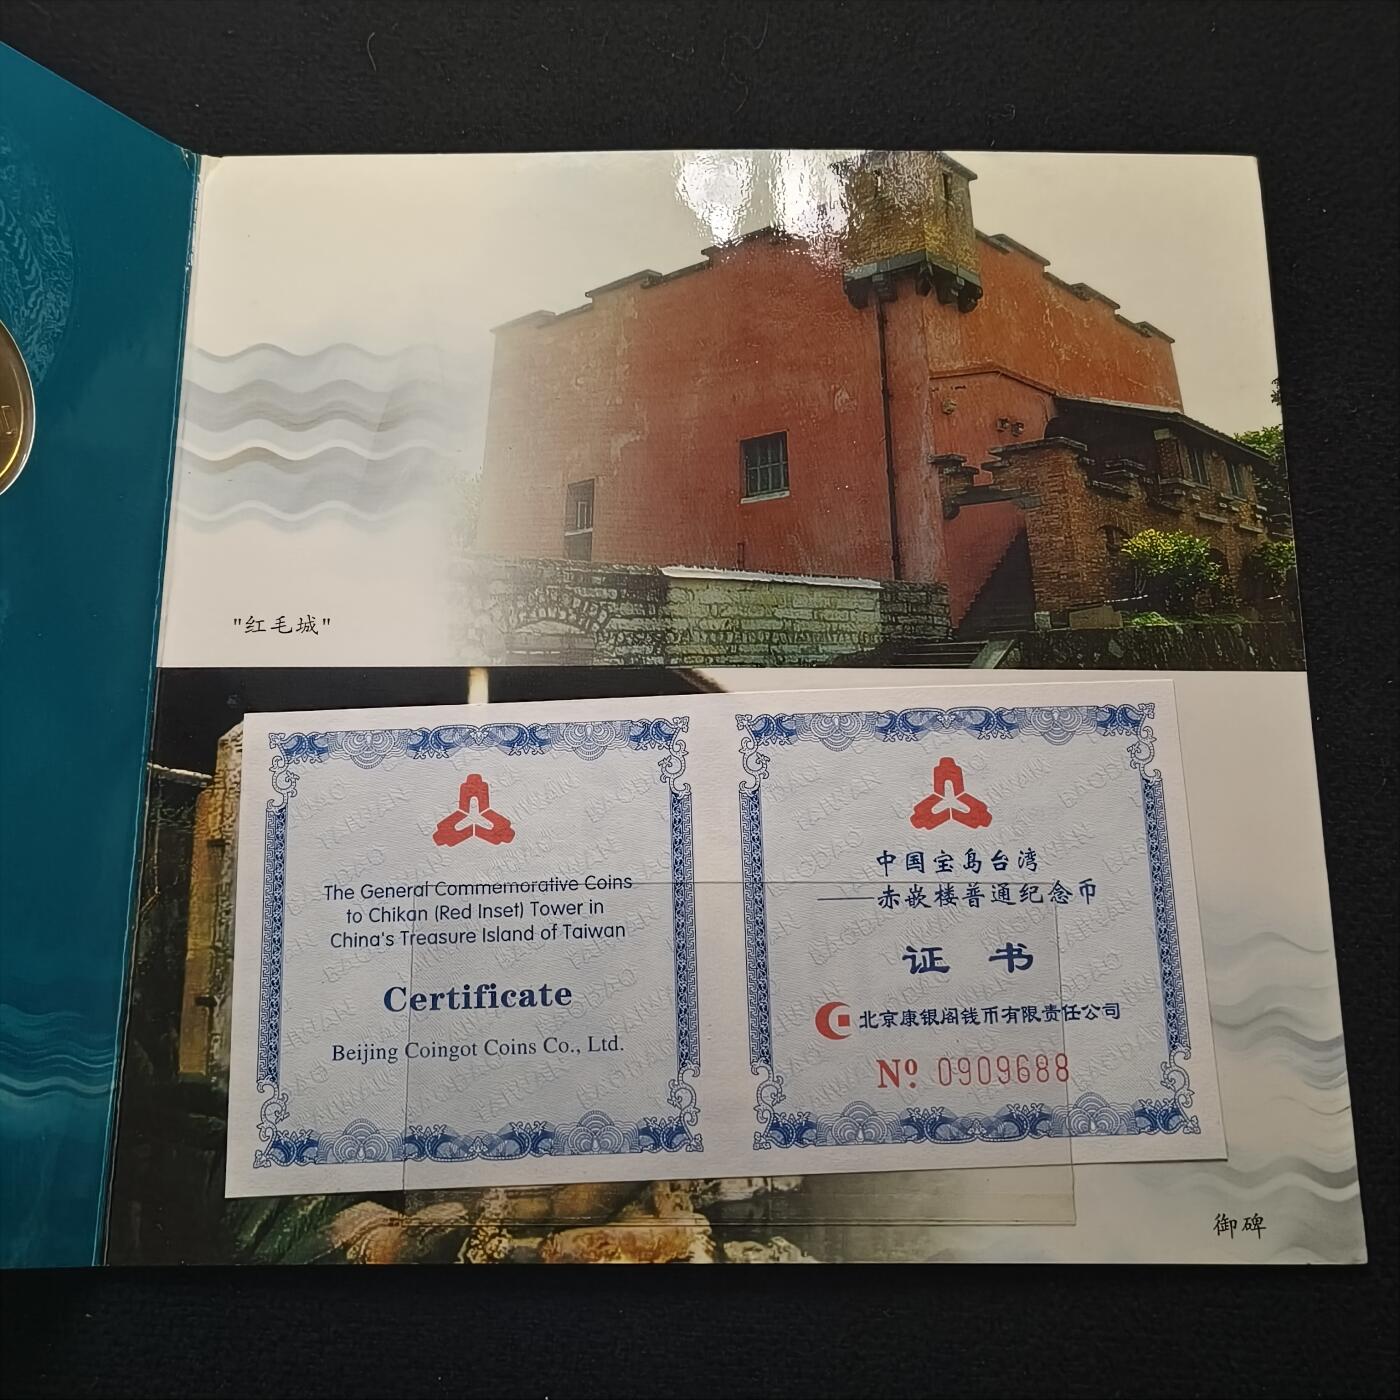 "红毛城"
The General Commemorative Coins
to Chikan (Red Inset) Tower in
China's Treasure Island of Taiwan
Certificate
Beijing Coingot Coins Co., Ltd.
中国宝岛台湾
——赤嵌楼普通纪念币
证 书
北京康银阁钱币有限责任公司
Nº 0909688
御碑